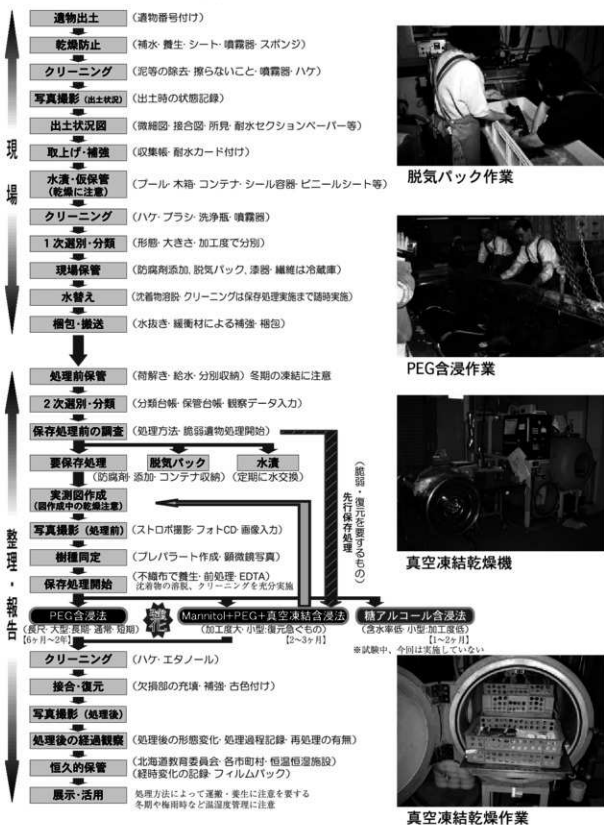 遺物出土 (遺物番号付け)
乾燥防止 (補水・養生・シート・噴霧器・スポンジ)
クリーニング (泥等の除去・擦らないこと・噴霧器・ハケ)
写真撮影(出土状況) (出土時の状態記録)
出土状況図 (微細図・接合図・所見・耐水セクションペーパー等)
取上げ・補強 (収集帳・耐水カード付け)
水漬・仮保管 (プール・木箱・コンテナ・シール容器・ビニールシート等)
(乾燥に注意)
クリーニング (ハケ・ブラシ・洗浄瓶・噴霧器)
1次選別・分類 (形態・大きさ・加工度で分別)
現場保管 (防腐剤添加,脱気パック,漆器・繊維は冷蔵庫)
水替え (沈着物溶脱・クリーニングは保存処理実施まで随時実施)
梱包・搬送 (水抜き・緩衝材による補強・梱包)
現場
処理前保管 (荷解き・給水・分別収納) 冬期の凍結に注意
2次選別・分類 (分類台帳・保管台帳・観察データ入力)
保存処理前の調査 (処理方法・脆弱遺物処理開始)
要保存処理 脱気パック 水漬
(防腐剤・添加・コンテナ収納) (定期に水交換)
実測図作成
(図作成中の乾燥注意)
写真撮影(処理前) (ストロボ撮影・フォトCD・画像入力)
樹種同定 (プレパラート作成・顕微鏡写真)
保存処理開始 (不織布で養生・前処理・EDTA)
沈着物の溶脱、クリーニングを充分実施
先行保存処理
(脆弱・復元を要するもの)
PEG含浸法 Mannitol+PEG+真空凍結含浸法 糖アルコール含浸法
(長尺・大型・長期・通常・短期) (加工度大・小型・復元急ぐもの) (含水率低・小型・加工度低)
【6ヶ月〜2年】 【2〜3ヶ月】 【1〜2ヶ月】
※試験中、今回は実施していない
クリーニング (ハケ・エタノール)
接合・復元 (欠損部の充填・補強・古色付け)
写真撮影(処理後)
処理後の経過観察 (処理後の形態変化・処理過程記録・再処理の有無)
恒久的保管 (北海道教育委員会・各市町村・恒温恒湿施設)
(経時変化の記録・フィルムパック)
展示・活用 処理方法によって運搬・養生に注意を要する
冬期や梅雨時など温湿度管理に注意
整理・報告
脱気パック作業
PEG含浸作業
真空凍結乾燥機
真空凍結乾燥作業